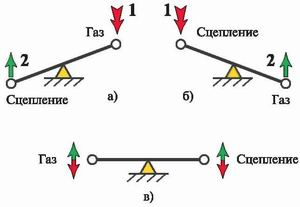 1
Газ
2
Сцепление
а)
1
Сцепление
2
Газ
б)
Газ
Сцепление
в)